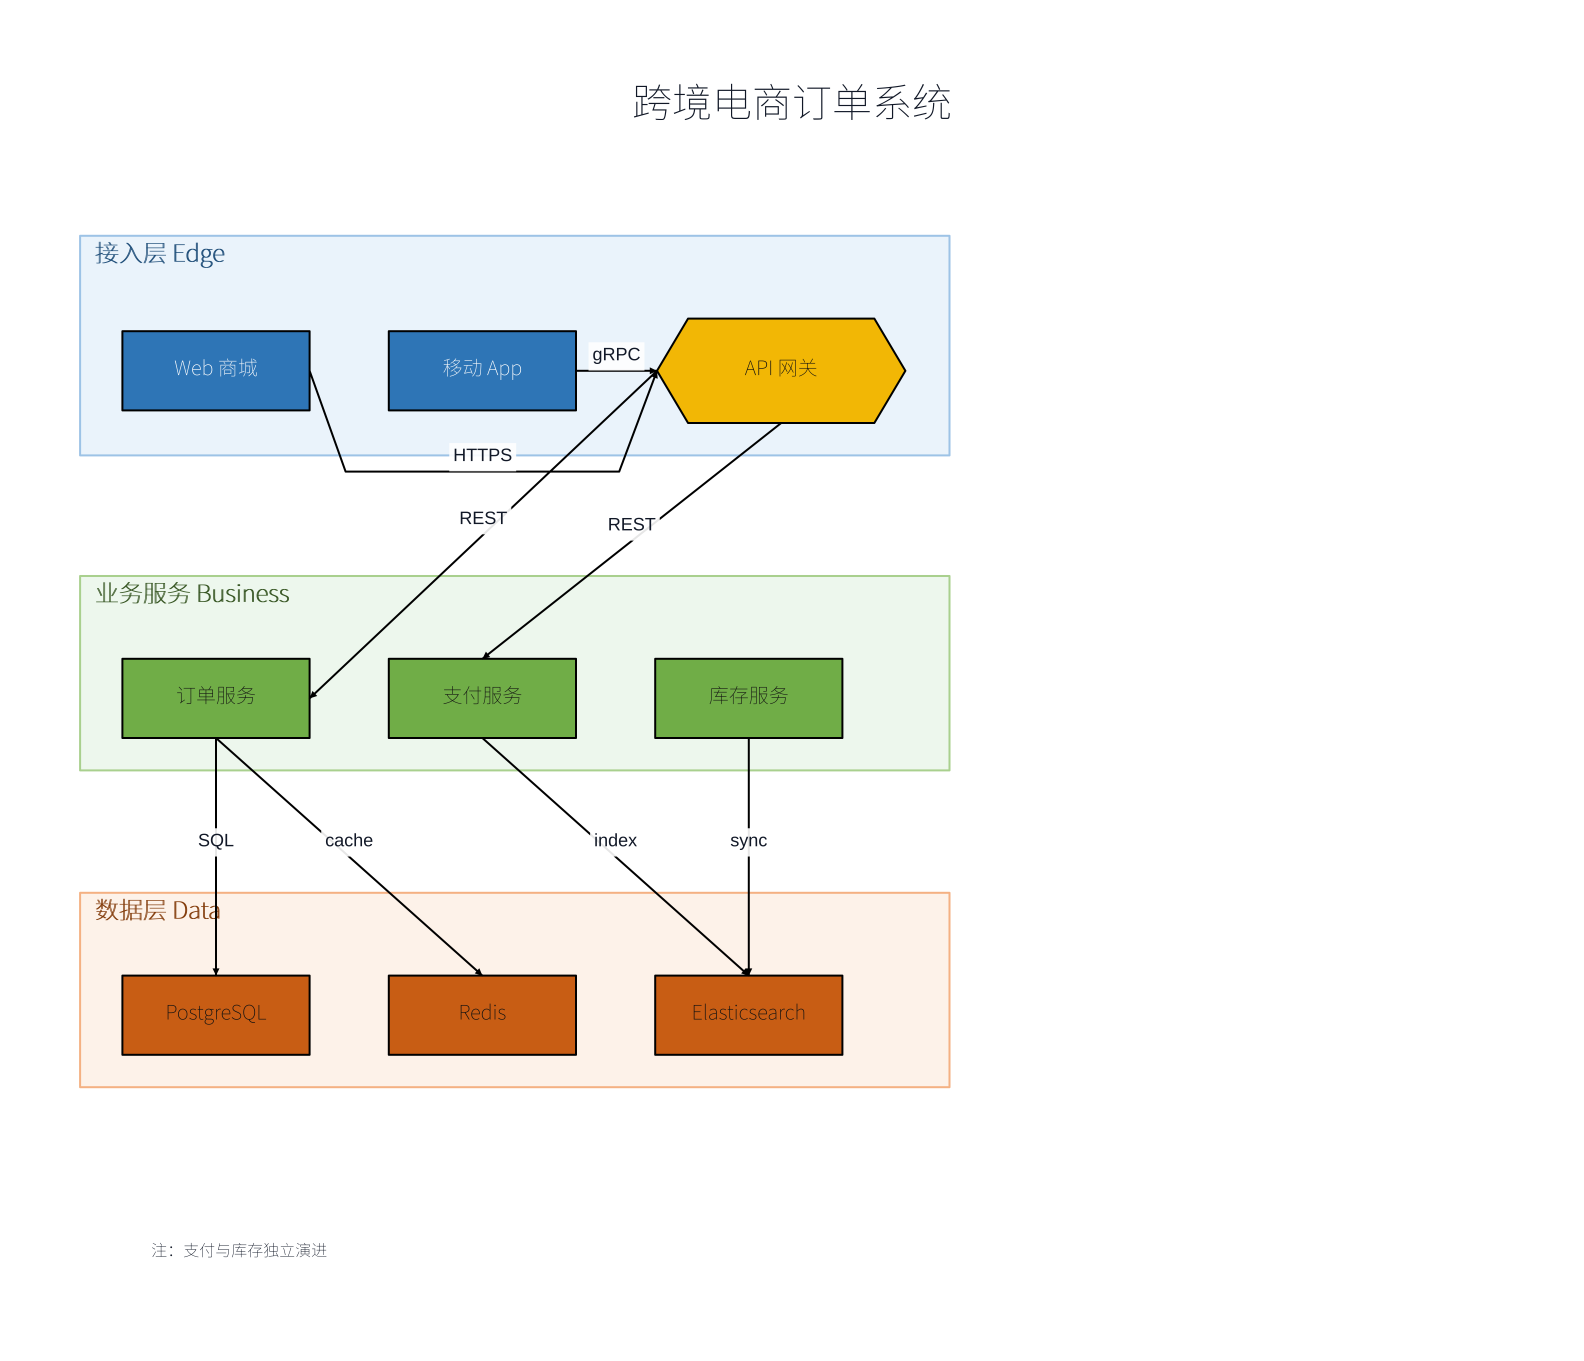 跨境电商订单系统
接入层 Edge
Web 商城
移动 App
gRPC
API 网关
HTTPS
REST
REST
业务服务 Business
订单服务
支付服务
库存服务
SQL
cache
index
sync
数据层 Data
PostgreSQL
Redis
Elasticsearch
注：支付与库存独立演进